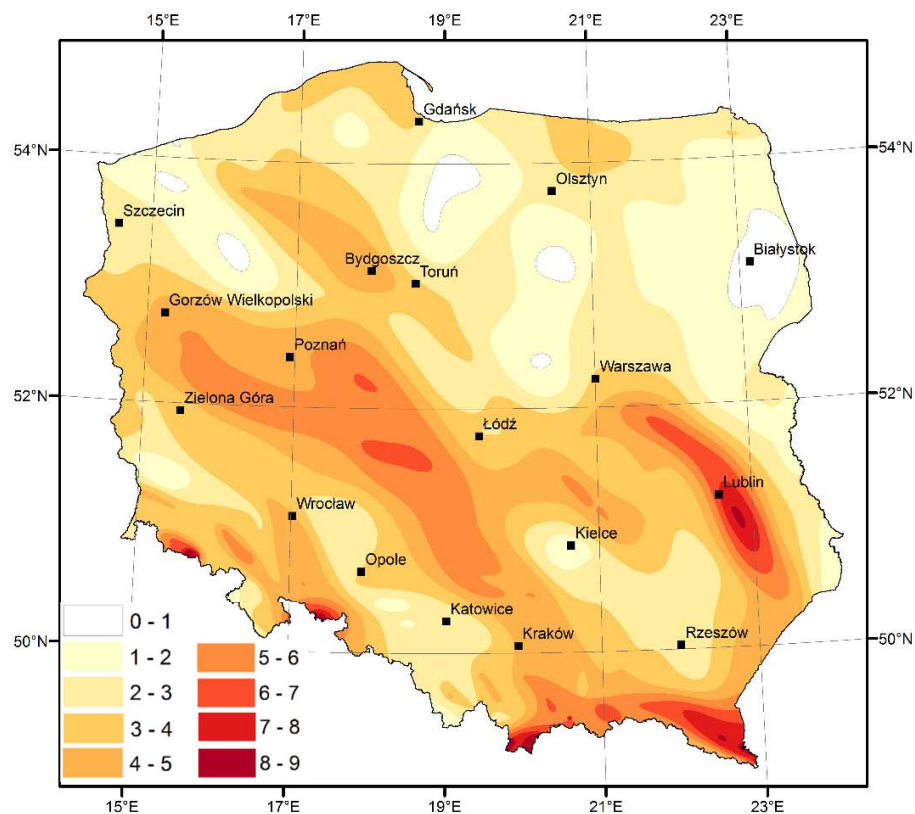 15°E 17°E 19°E 21°E 23°E
Gdańsk
54°N
54°N
Olsztyn
Szczecin
Białystok
Bydgoszcz
Toruń
Gorzów Wielkopolski
Poznań
Warszawa
52°N
52°N
Zielona Góra
Łódź
Lublin
Wrocław
Kielce
Opole
Katowice
Kraków
Rzeszów
50°N
50°N
0 - 1
1 - 2
2 - 3
3 - 4
4 - 5
5 - 6
6 - 7
7 - 8
8 - 9
15°E 17°E 19°E 21°E 23°E